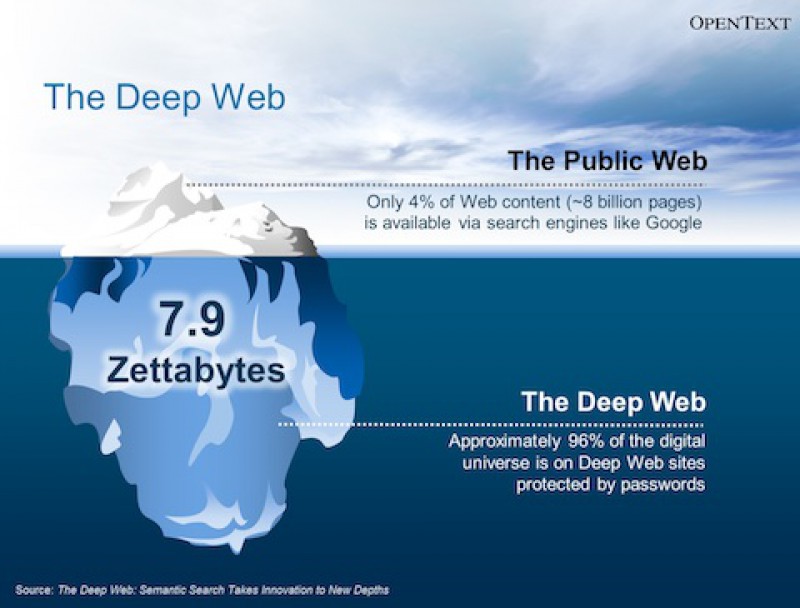 OPENTEXT
The Deep Web
The Public Web
Only 4% of Web content (~8 billion pages)
is available via search engines like Google
7.9
Zettabytes
The Deep Web
Approximately 96% of the digital
universe is on Deep Web sites
protected by passwords
Source: The Deep Web: Semantic Search Takes Innovation to New Depths